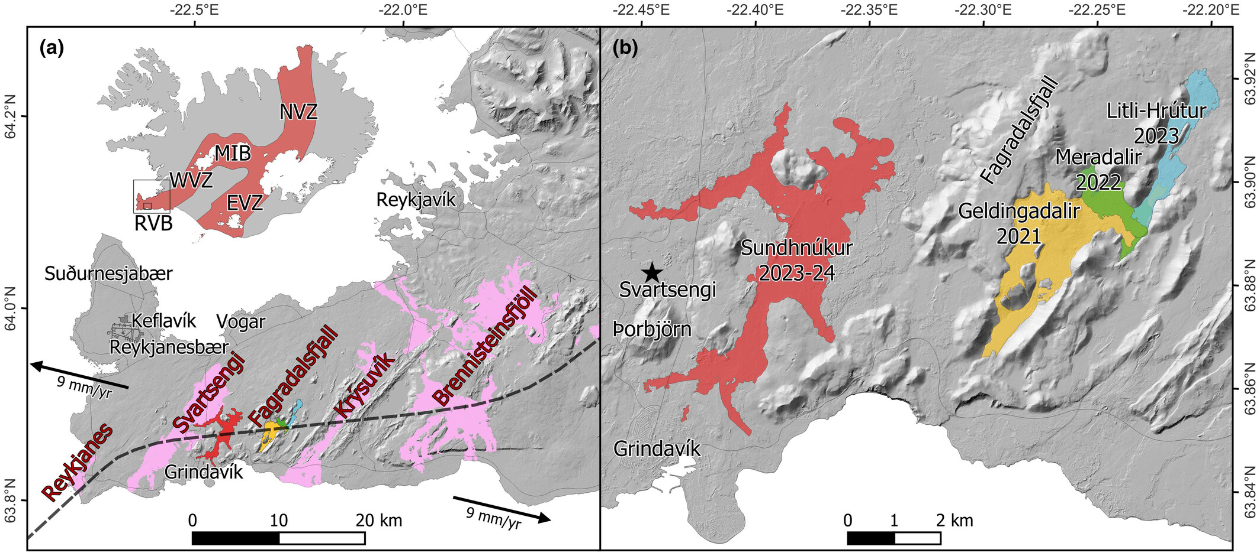 -22.5°E
-22.0°E
-22.45°E
-22.40°E
-22.35°E
-22.30°E
-22.25°E
-22.20°E
(a)
64.2°N
64.0°N
63.8°N
NVZ
MIB
WVZ
EVZ
RVB
Reykjavík
Suðurnesjabær
Keflavík
Vogar
Reykjanesbær
9 mm/yr
Reykjanes
Svartsengi
Fagradalsfjall
Krýsuvík
Brennisteinsfjöll
Grindavík
9 mm/yr
0
10
20 km
(b)
Fagradalsfjall
Litli-Hrútur
2023
Meradalir
2022
Geldingadalir
2021
Sundhnúkur
2023-24
Svartsengi
Þorbjörn
Grindavík
0
1
2 km
63.92°N
63.90°N
63.88°N
63.86°N
63.84°N